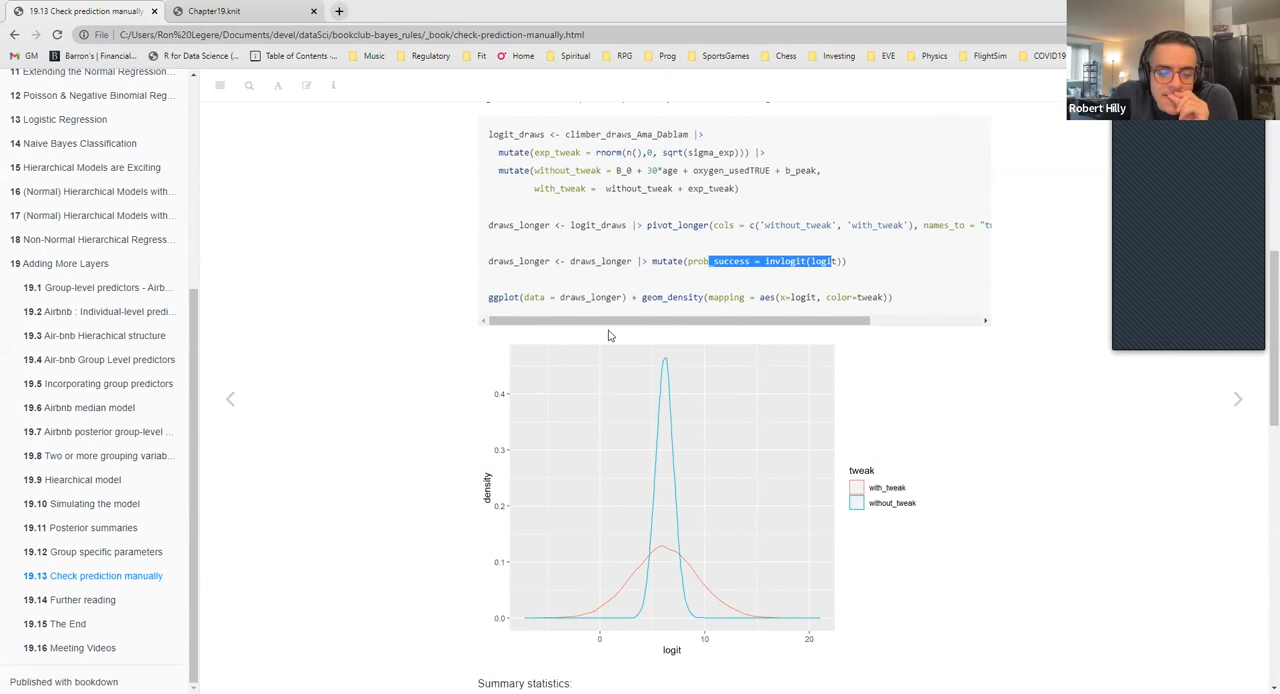 19.13 Check prediction manually
Chapter19.knit
File | C:/Users/Ron%20Legere/Documents/devel/dataSci/bookclub-bayes_rules/_book/check-prediction-manually.html
GM
Barron's | Financial...
R for Data Science (...
Table of Contents -...
Music
Regulatory
Fit
Home
Spiritual
RPG
Prog
SportsGames
Chess
Investing
EVE
Physics
FlightSim
COVID19
Robert Hilly
11 Extending the Normal Regression...
12 Poisson & Negative Binomial Reg...
13 Logistic Regression
14 Naive Bayes Classification
15 Hierarchical Models are Exciting
16 (Normal) Hierarchical Models with...
17 (Normal) Hierarchical Models with...
18 Non-Normal Hierarchical Regress...
19 Adding More Layers
19.1 Group-level predictors - Airb...
19.2 Airbnb : Individual-level predi...
19.3 Air-bnb Hierachical structure
19.4 Air-bnb Group Level predictors
19.5 Incorporating group predictors
19.6 Airbnb median model
19.7 Airbnb posterior group-level ...
19.8 Two or more grouping variab...
19.9 Hiearchical model
19.10 Simulating the model
19.11 Posterior summaries
19.12 Group specific parameters
19.13 Check prediction manually
19.14 Further reading
19.15 The End
19.16 Meeting Videos
Published with bookdown
logit_draws <- climber_draws_Ama_Dablam |>
mutate(exp_tweak = rnorm(n(),0, sqrt(sigma_exp))) |>
mutate(without_tweak = B_0 + 30*age + oxygen_usedTRUE + b_peak,
with_tweak = without_tweak + exp_tweak)
draws_longer <- logit_draws |> pivot_longer(cols = c('without_tweak', 'with_tweak'), names_to = "tw
draws_longer <- draws_longer |> mutate(prob_success = invlogit(logit))
ggplot(data = draws_longer) + geom_density(mapping = aes(x=logit, color=tweak))
0.4
0.3
0.2
0.1
0.0
density
0
10
20
logit
tweak
with_tweak
without_tweak
Summary statistics: